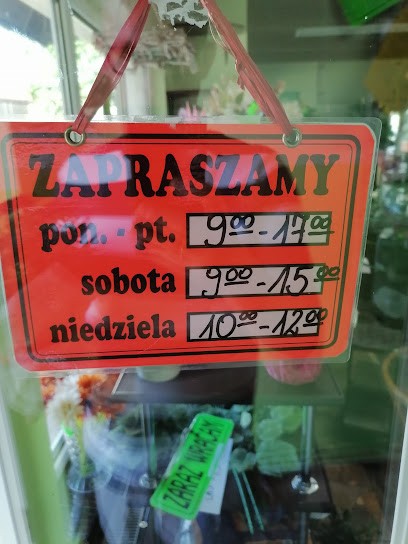 ZAPRASZAMY
pon. - pt. 9⁰⁰-17⁰⁰
sobota 9⁰⁰-15⁰⁰
niedziela 10⁰⁰-12⁰⁰
ZARAZ WRACAM